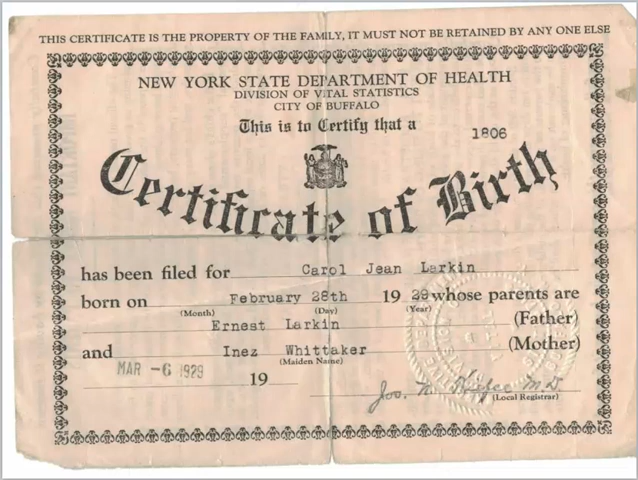 THIS CERTIFICATE IS THE PROPERTY OF THE FAMILY, IT MUST NOT BE RETAINED BY ANY ONE ELSE
NEW YORK STATE DEPARTMENT OF HEALTH
DIVISION OF VITAL STATISTICS
CITY OF BUFFALO
This is to Certify that a
1806
Certificate of Birth
has been filed for Carol Jean Larkin
born on February 28th 19 29 whose parents are
(Month) (Day) (Year)
Ernest Larkin (Father)
and Inez Whittaker (Mother)
(Maiden Name)
MAR -6 1929 19
Jos. M.D.
(Local Registrar)